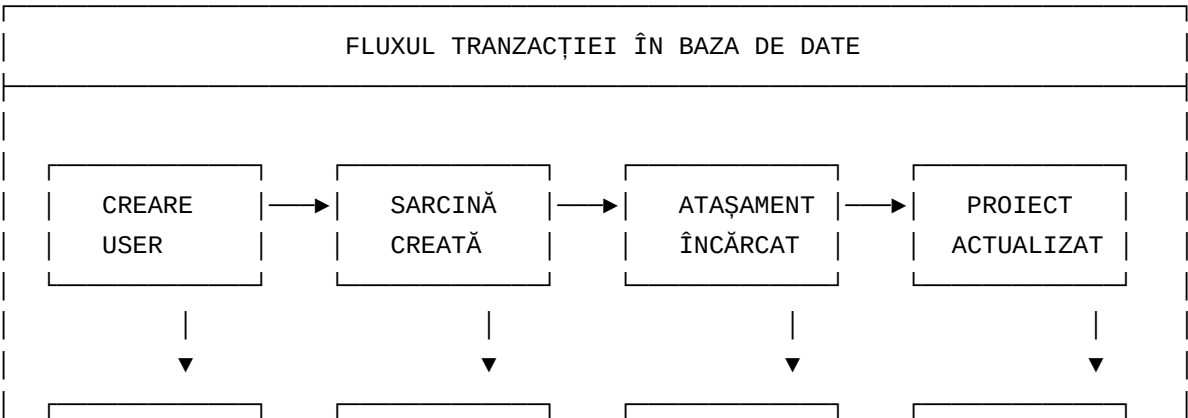 FLUXUL TRANZACȚIEI ÎN BAZA DE DATE
CREARE SARCINĂ ATAȘAMENT PROIECT
USER CREATĂ ÎNCĂRCAT ACTUALIZAT